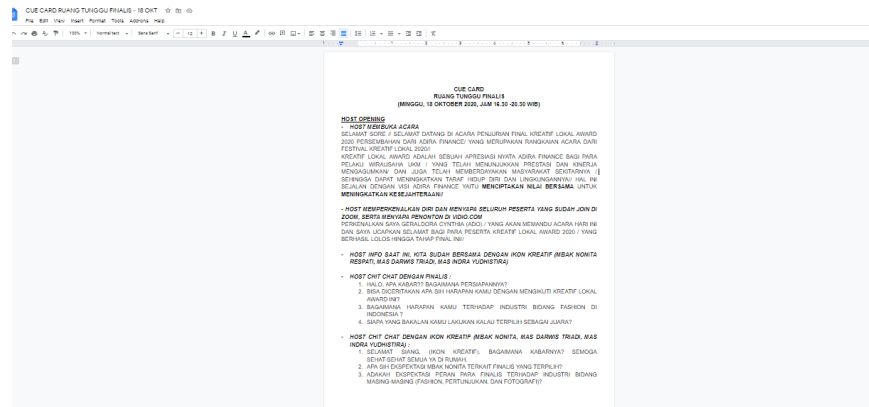 CUE CARD RUANG TUNGGU FINALIS - 18 OKT
File Edit View Insert Format Tools Add-ons Help
100% Normal text Sans Serif 12 B I U A
CUE CARD
RUANG TUNGGU FINALIS
(MINGGU, 18 OKTOBER 2020, JAM 16.30 -20.30 WIB)
HOST OPENING
- HOST MEMBUKA ACARA
SELAMAT SORE // SELAMAT DATANG DI ACARA PENJURIAN FINAL KREATIF LOKAL AWARD
2020 PERSEMBAHAN DARI ADIRA FINANCE/ YANG MERUPAKAN RANGKAIAN ACARA DARI
FESTIVAL KREATIF LOKAL 2020//
KREATIF LOKAL AWARD ADALAH SEBUAH APRESIASI NYATA ADIRA FINANCE BAGI PARA
PELAKU WIRAUSAHA UKM / YANG TELAH MENUNJUKKAN PRESTASI DAN KINERJA
MENGAGUMKAN/ DAN JUGA TELAH MEMBERDAYAKAN MASYARAKAT SEKITARNYA /
SEHINGGA DAPAT MENINGKATKAN TARAF HIDUP DIRI DAN LINGKUNGANNYA// HAL INI
SEJALAN DENGAN VISI ADIRA FINANCE YAITU MENCIPTAKAN NILAI BERSAMA UNTUK
MENINGKATKAN KESEJAHTERAAN//
- HOST MEMPERKENALKAN DIRI DAN MENYAPA SELURUH PESERTA YANG SUDAH JOIN DI
ZOOM, SERTA MENYAPA PENONTON DI VIDIO.COM
PERKENALKAN SAYA GERALDORA CYNTHIA (ADO) / YANG AKAN MEMANDU ACARA HARI INI
DAN SAYA UCAPKAN SELAMAT BAGI PARA PESERTA KREATIF LOKAL AWARD 2020 / YANG
BERHASIL LOLOS HINGGA TAHAP FINAL INI//
- HOST INFO SAAT INI, KITA SUDAH BERSAMA DENGAN IKON KREATIF (MBAK NONITA
RESPATI, MAS DARWIS TRIADI, MAS INDRA YUDHISTIRA)
- HOST CHIT CHAT DENGAN FINALIS :
1. HALO, APA KABAR?? BAGAIMANA PERSIAPANNYA?
2. BISA DICERITAKAN APA SIH HARAPAN KAMU DENGAN MENGIKUTI KREATIF LOKAL
AWARD INI?
3. BAGAIMANA HARAPAN KAMU TERHADAP INDUSTRI BIDANG FASHION DI
INDONESIA ?
4. SIAPA YANG BAKALAN KAMU LAKUKAN KALAU TERPILIH SEBAGAI JUARA?
- HOST CHIT CHAT DENGAN IKON KREATIF (MBAK NONITA, MAS DARWIS TRIADI, MAS
INDRA YUDHISTIRA) :
1. SELAMAT SIANG, (IKON KREATIF). BAGAIMANA KABARNYA? SEMOGA
SEHAT-SEHAT SEMUA YA DI RUMAH.
2. APA SIH EKSPEKTASI MBAK NONITA TERKAIT FINALIS YANG TERPILIH?
3. ADAKAH EKSPEKTASI PERAN PARA FINALIS TERHADAP INDUSTRI BIDANG
MASING-MASING (FASHION, PERTUNJUKAN, DAN FOTOGRAFI)?